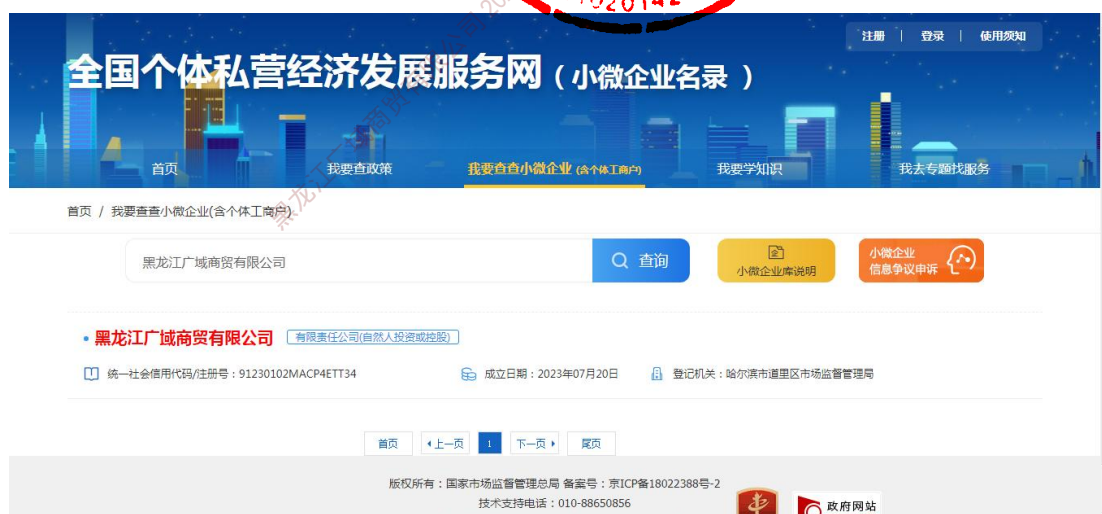 1020142
注册 | 登录 | 使用须知
全国个体私营经济发展服务网（小微企业名录 ）
首页 我要查政策 我要查查小微企业 (含个体工商户) 我要学知识 我去专题找服务
首页 / 我要查查小微企业(含个体工商户)
黑龙江广域商贸有限公司 查询 小微企业库说明 小微企业
信息争议申诉
黑龙江广域商贸有限公司 有限责任公司(自然人投资或控股)
统一社会信用代码/注册号：91230102MACP4ETT34 成立日期：2023年07月20日 登记机关：哈尔滨市道里区市场监督管理局
首页 上一页 1 下一页 尾页
版权所有：国家市场监督管理总局 备案号：京ICP备18022388号-2
技术支持电话：010-88650856
政府网站